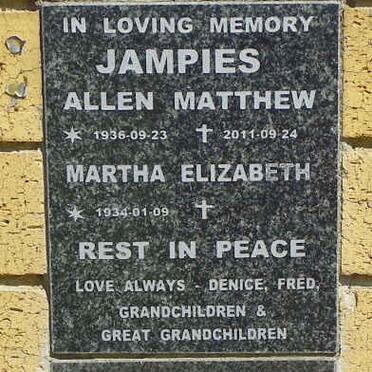 IN LOVING MEMORY
JAMPIES
ALLEN MATTHEW
1936-09-23 2011-09-24
MARTHA ELIZABETH
1934-01-09
REST IN PEACE
LOVE ALWAYS - DENICE, FRED,
GRANDCHILDREN &
GREAT GRANDCHILDREN